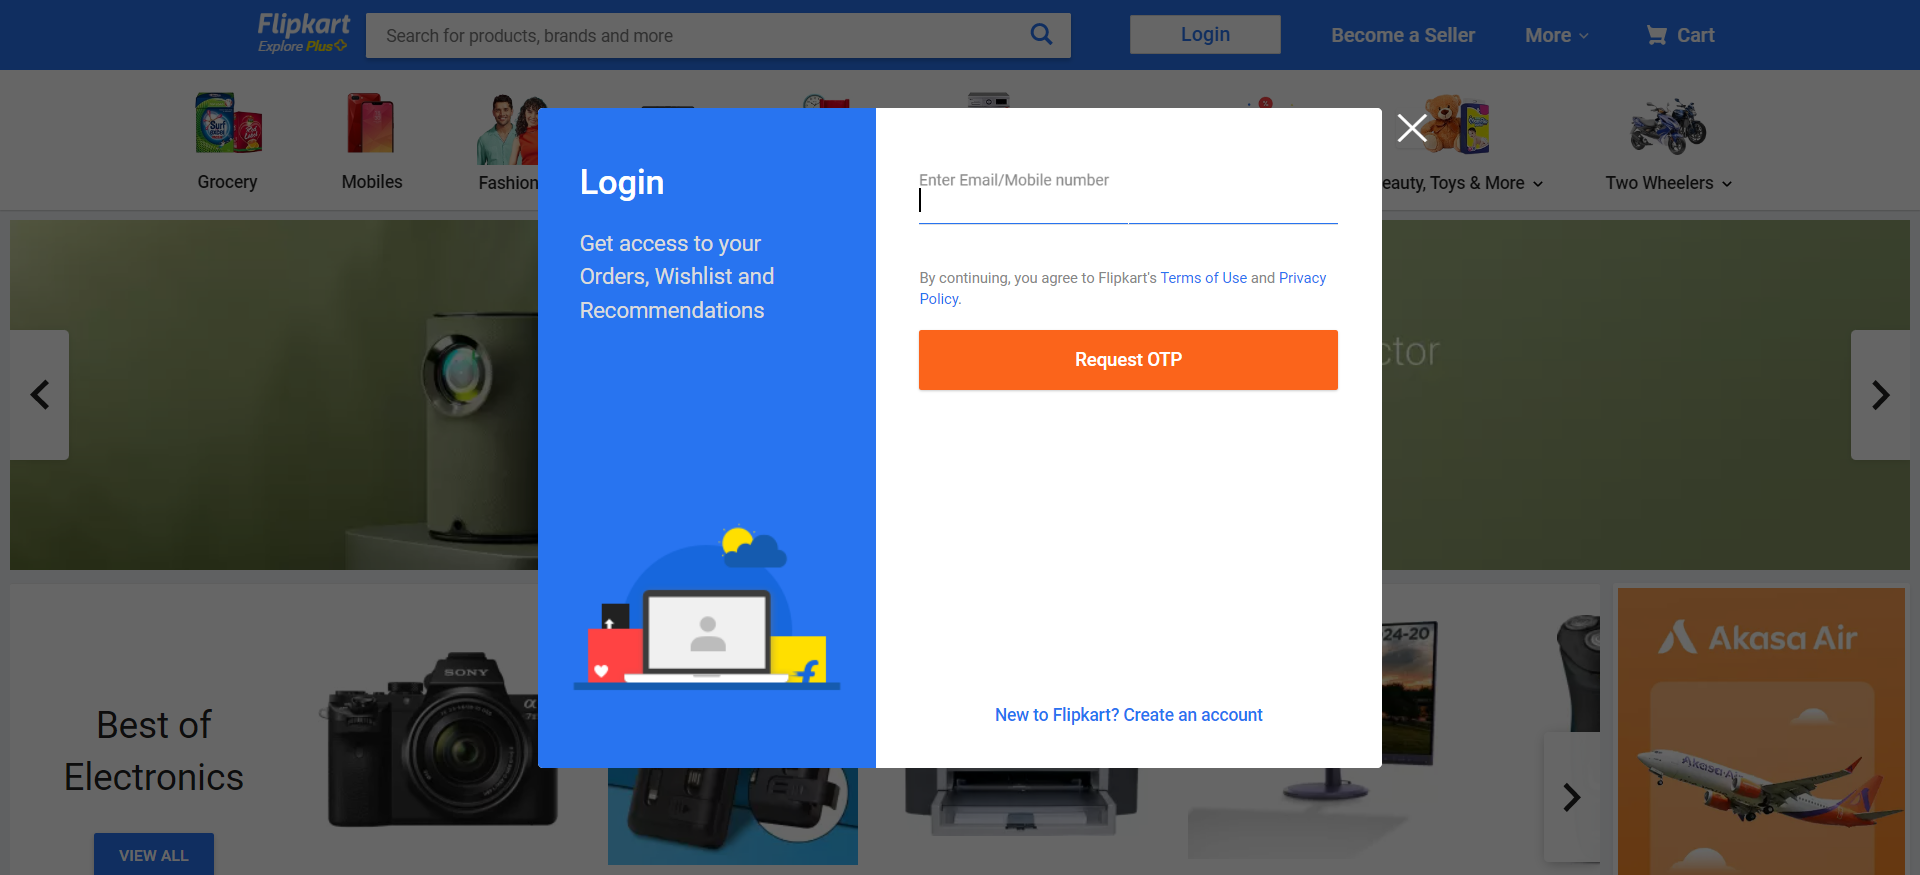 Flipkart
Explore Plus
Search for products, brands and more
Login
Become a Seller
More
Cart
Grocery
Mobiles
Fashion
eauty, Toys & More
Two Wheelers
Login
Get access to your
Orders, Wishlist and
Recommendations
Enter Email/Mobile number
By continuing, you agree to Flipkart's Terms of Use and Privacy
Policy.
Request OTP
New to Flipkart? Create an account
ctor
Best of
Electronics
VIEW ALL
SONY
24-20
Akasa Air
Akasa Ai